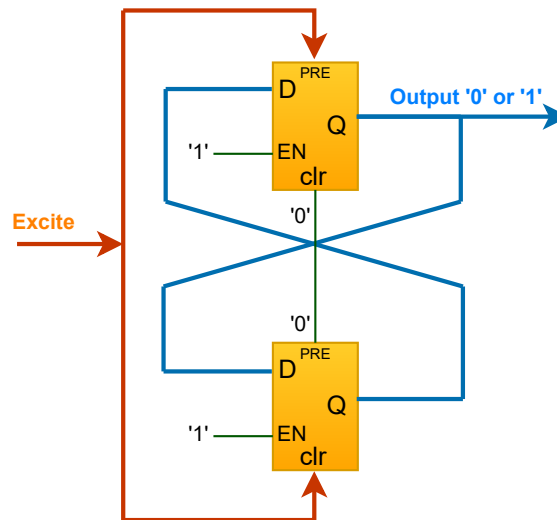 PRE
D
Output '0' or '1'
Q
'1'
EN
clr
'0'
Excite
'0'
PRE
D
Q
'1'
EN
clr